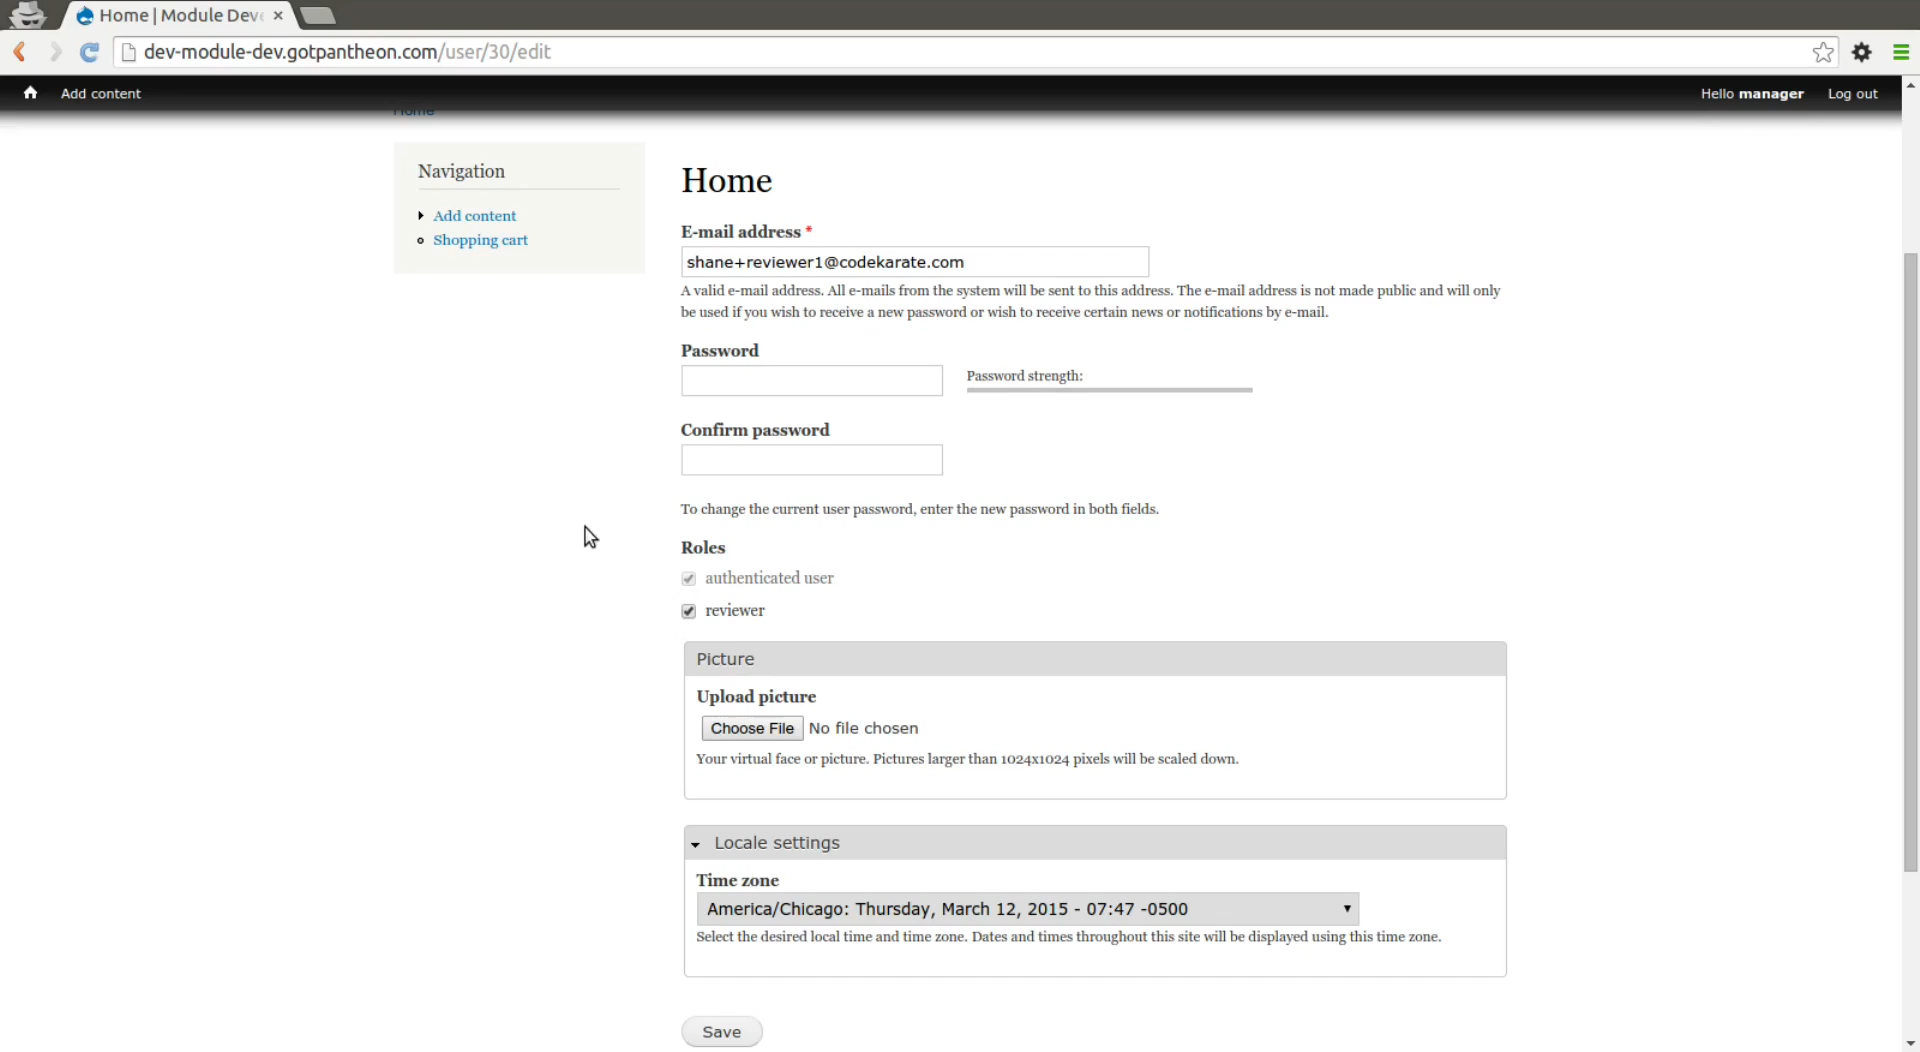 Home | Module Deve
dev-module-dev.gotpantheon.com/user/30/edit
Add content
Hello manager
Log out
Home
Navigation
Add content
Shopping cart
Home
E-mail address *
shane+reviewer1@codekarate.com
A valid e-mail address. All e-mails from the system will be sent to this address. The e-mail address is not made public and will only
be used if you wish to receive a new password or wish to receive certain news or notifications by e-mail.
Password
Password strength:
Confirm password
To change the current user password, enter the new password in both fields.
Roles
authenticated user
reviewer
Picture
Upload picture
Choose File No file chosen
Your virtual face or picture. Pictures larger than 1024x1024 pixels will be scaled down.
Locale settings
Time zone
America/Chicago: Thursday, March 12, 2015 - 07:47 -0500
Select the desired local time and time zone. Dates and times throughout this site will be displayed using this time zone.
Save